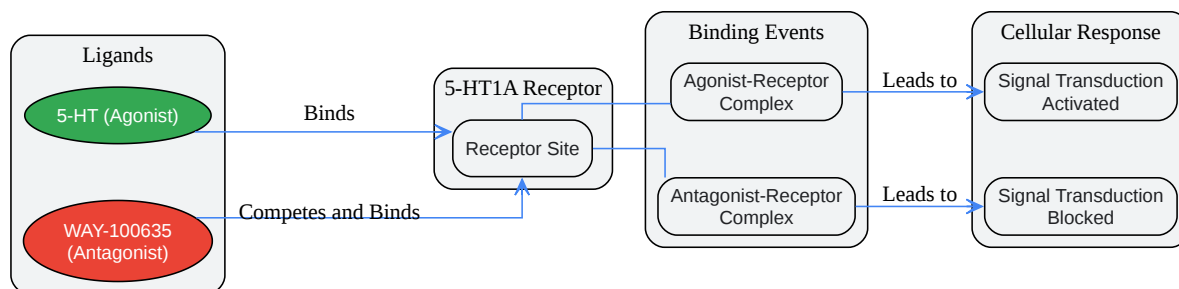 Ligands
5-HT (Agonist)
WAY-100635
(Antagonist)
Binds
Competes and Binds
5-HT1A Receptor
Receptor Site
Binding Events
Agonist-Receptor
Complex
Antagonist-Receptor
Complex
Leads to
Leads to
Cellular Response
Signal Transduction
Activated
Signal Transduction
Blocked